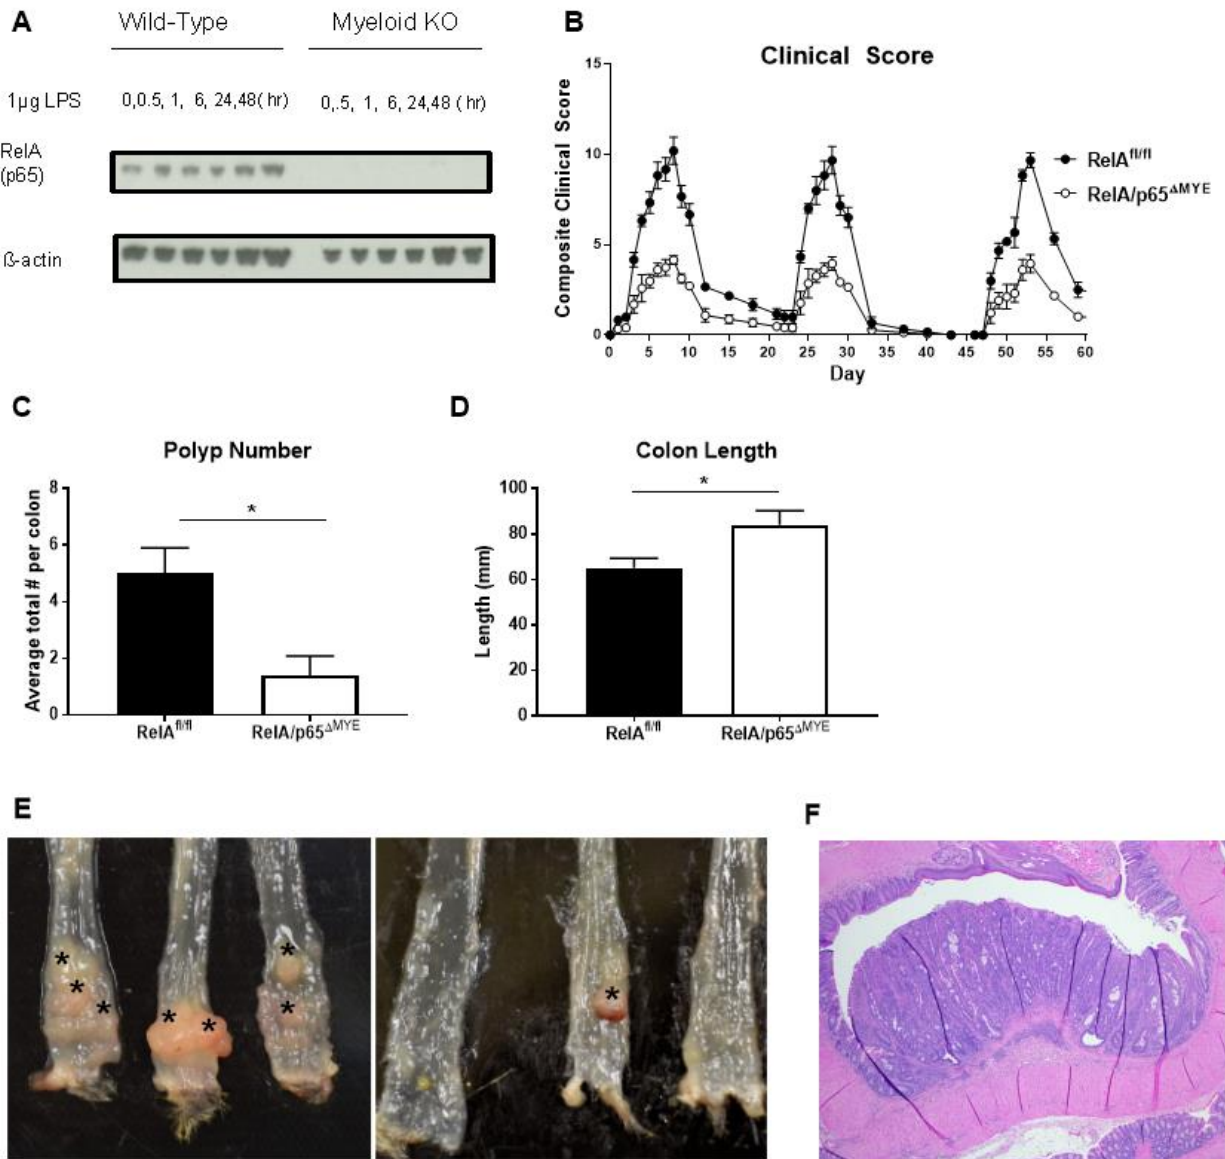 A
Wild-Type
Myeloid KO
1µg LPS
0,0.5, 1, 6, 24,48( hr)
0,.5, 1, 6, 24,48 ( hr)
RelA
(p65)
ß-actin
B
Clinical Score
Composite Clinical Score
15
10
5
0
0 5 10 15 20 25 30 35 40 45 50 55 60
Day
RelA^fl/fl
RelA/p65^ΔMYE
C
Polyp Number
Average total # per colon
8
6
4
2
0
*
RelA^fl/fl
RelA/p65^ΔMYE
D
Colon Length
Length (mm)
100
80
60
40
20
0
*
RelA^fl/fl
RelA/p65^ΔMYE
E
* * * * * * *
*
F